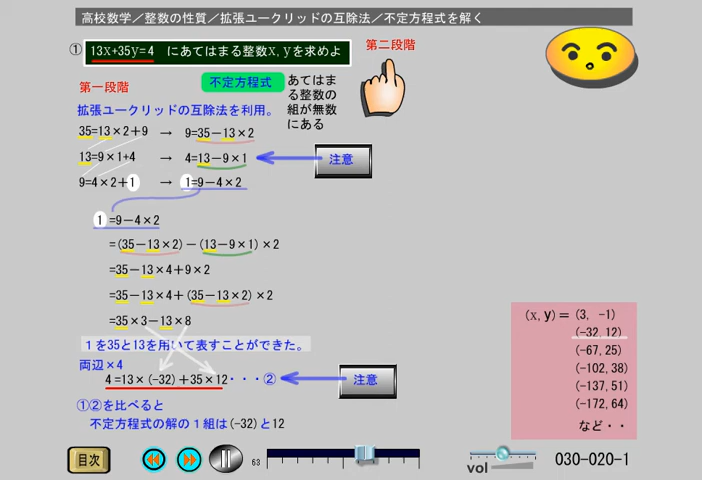 高校数学／整数の性質／拡張ユークリッドの互除法／不定方程式を解く
① 13x+35y=4 にあてはまる整数x,yを求めよ
第二段階
第一段階
不定方程式
あてはま
る整数の
組が無数
にある
拡張ユークリッドの互除法を利用。
35=13×2+9 → 9=35−13×2
13=9×1+4 → 4=13−9×1
注意
9=4×2+1 → 1=9−4×2
1=9−4×2
=(35−13×2)−(13−9×1)×2
=35−13×4+9×2
=35−13×4+(35−13×2)×2
=35×3−13×8
1を35と13を用いて表すことができた。
両辺×4
4=13×(−32)+35×12・・・②
注意
①②を比べると
不定方程式の解の1組は(−32)と12
(x,y)=(3, −1)
(−32,12)
(−67,25)
(−102,38)
(−137,51)
(−172,64)
など・・
目次
63
vol
030-020-1